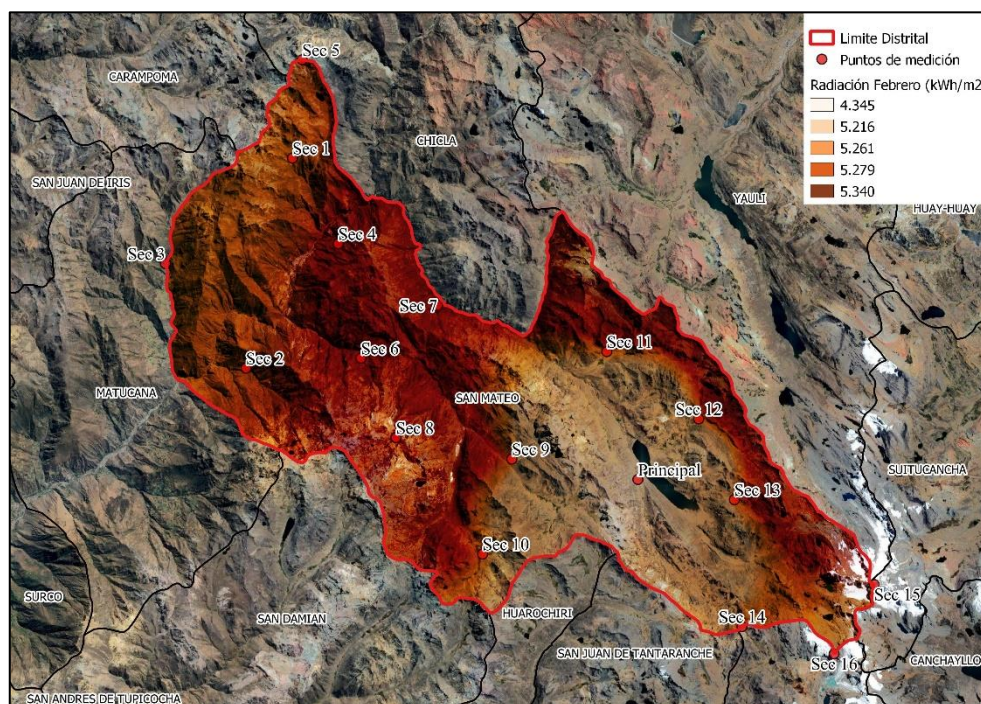 Limite Distrital
Puntos de medición
Radiación Febrero (kWh/m2
4.345
5.216
5.261
5.279
5.340
Sec 5
CARAMPOMA
CHICLA
Sec 1
SAN JUAN DE IRIS
YAULI
HUAY-HUAY
Sec 4
Sec 3
Sec 7
Sec 11
Sec 6
Sec 2
MATUCANA
SAN MATEO
Sec 12
Sec 8
Sec 9
Principal
SUITUCANCHA
Sec 13
Sec 10
SURCO
SAN DAMIAN
HUAROCHIRI
Sec 15
Sec 14
SAN JUAN DE TANTARANCHE
Sec 16
CANCHAYLLO
SAN ANDRES DE TUPICOCHA